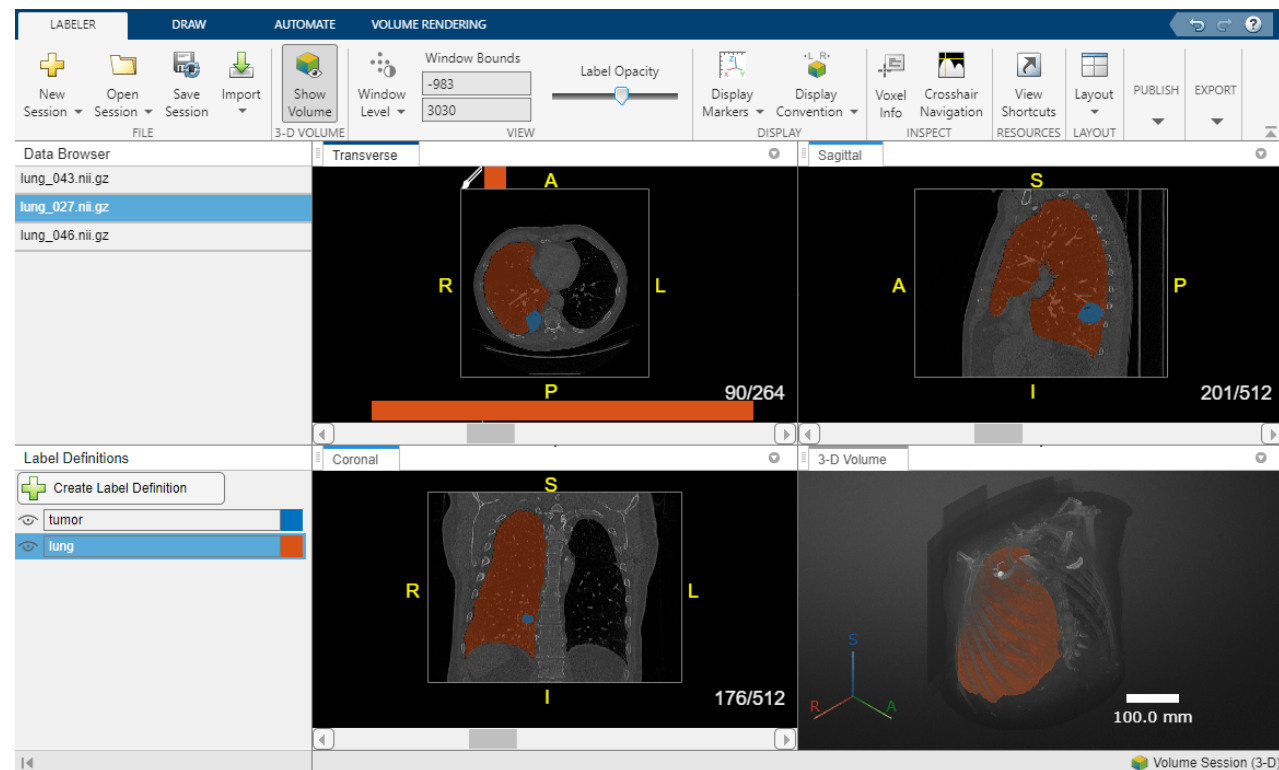 LABELER DRAW AUTOMATE VOLUME RENDERING
New Session
Open Session
Save Session
Import
FILE
Show Volume
3-D VOLUME
Window Level
Window Bounds
-983
3030
Label Opacity
VIEW
Display Markers
L R
Display Convention
DISPLAY
Voxel Info
Crosshair Navigation
INSPECT
View Shortcuts
RESOURCES
Layout
LAYOUT
PUBLISH
EXPORT
Data Browser
lung_043.nii.gz
lung_027.nii.gz
lung_046.nii.gz
Transverse
A
R
L
P
90/264
Sagittal
S
A
P
I
201/512
Label Definitions
Create Label Definition
tumor
lung
Coronal
S
R
L
I
176/512
3-D Volume
S
R
A
100.0 mm
Volume Session (3-D)